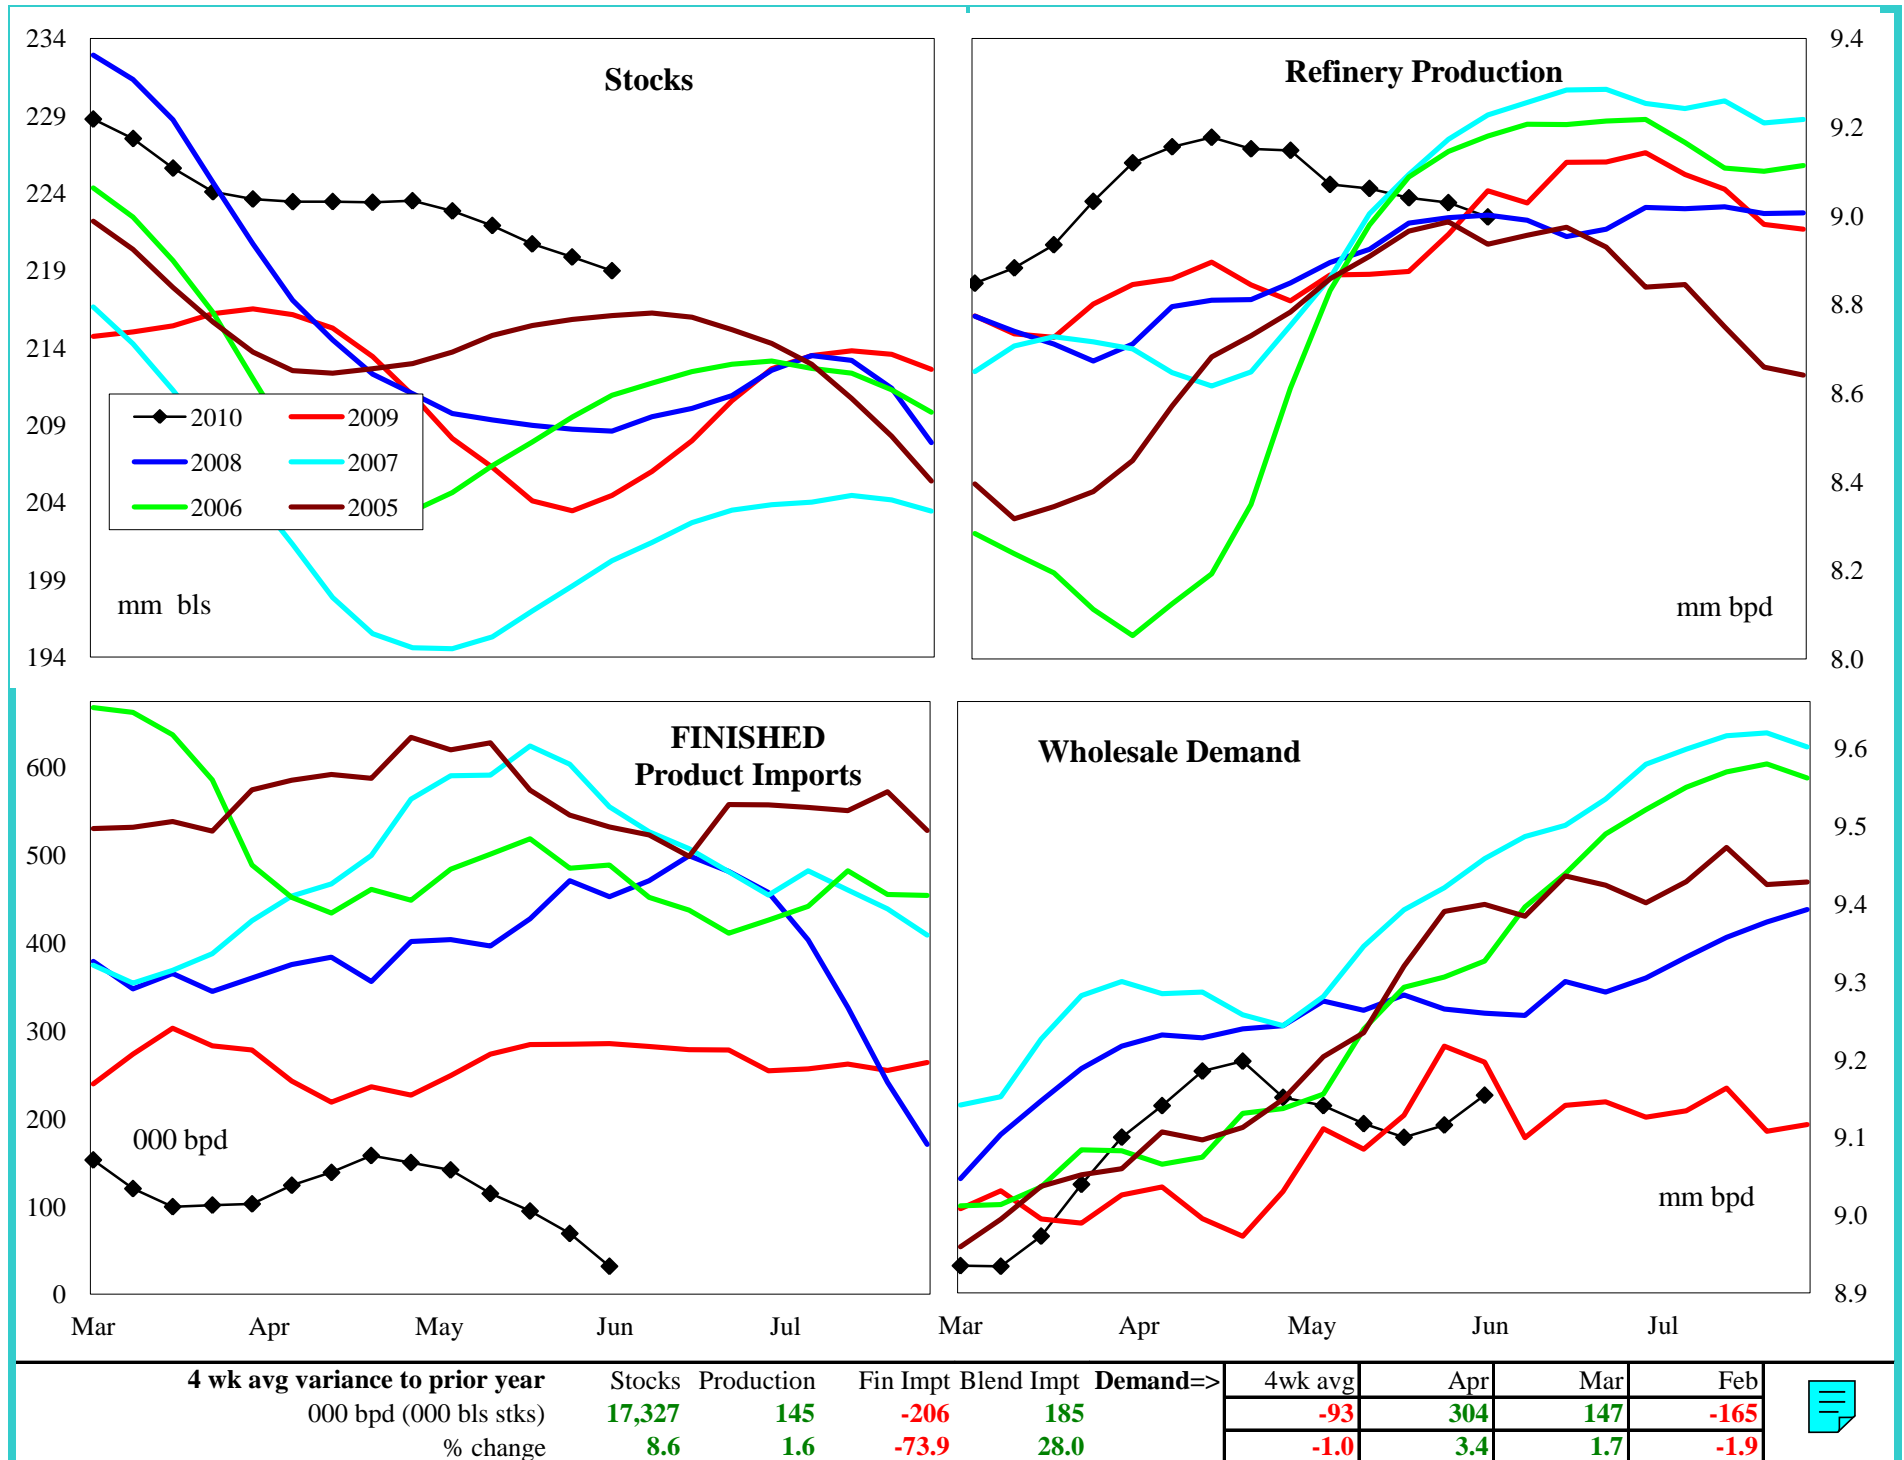 Stocks
234
229
224
219
214
209
204
199
194
2010 2009
2008 2007
2006 2005
mm bls
Refinery Production
9.4
9.2
9.0
8.8
8.6
8.4
8.2
8.0
mm bpd
FINISHED
Product Imports
600
500
400
300
200
100
0
000 bpd
Mar Apr May Jun Jul
Wholesale Demand
9.6
9.5
9.4
9.3
9.2
9.1
9.0
8.9
mm bpd
Mar Apr May Jun Jul
4 wk avg variance to prior year Stocks Production Fin Impt Blend Impt Demand=> 4wk avg Apr Mar Feb
000 bpd (000 bls stks) 17,327 145 -206 185 -93 304 147 -165
% change 8.6 1.6 -73.9 28.0 -1.0 3.4 1.7 -1.9